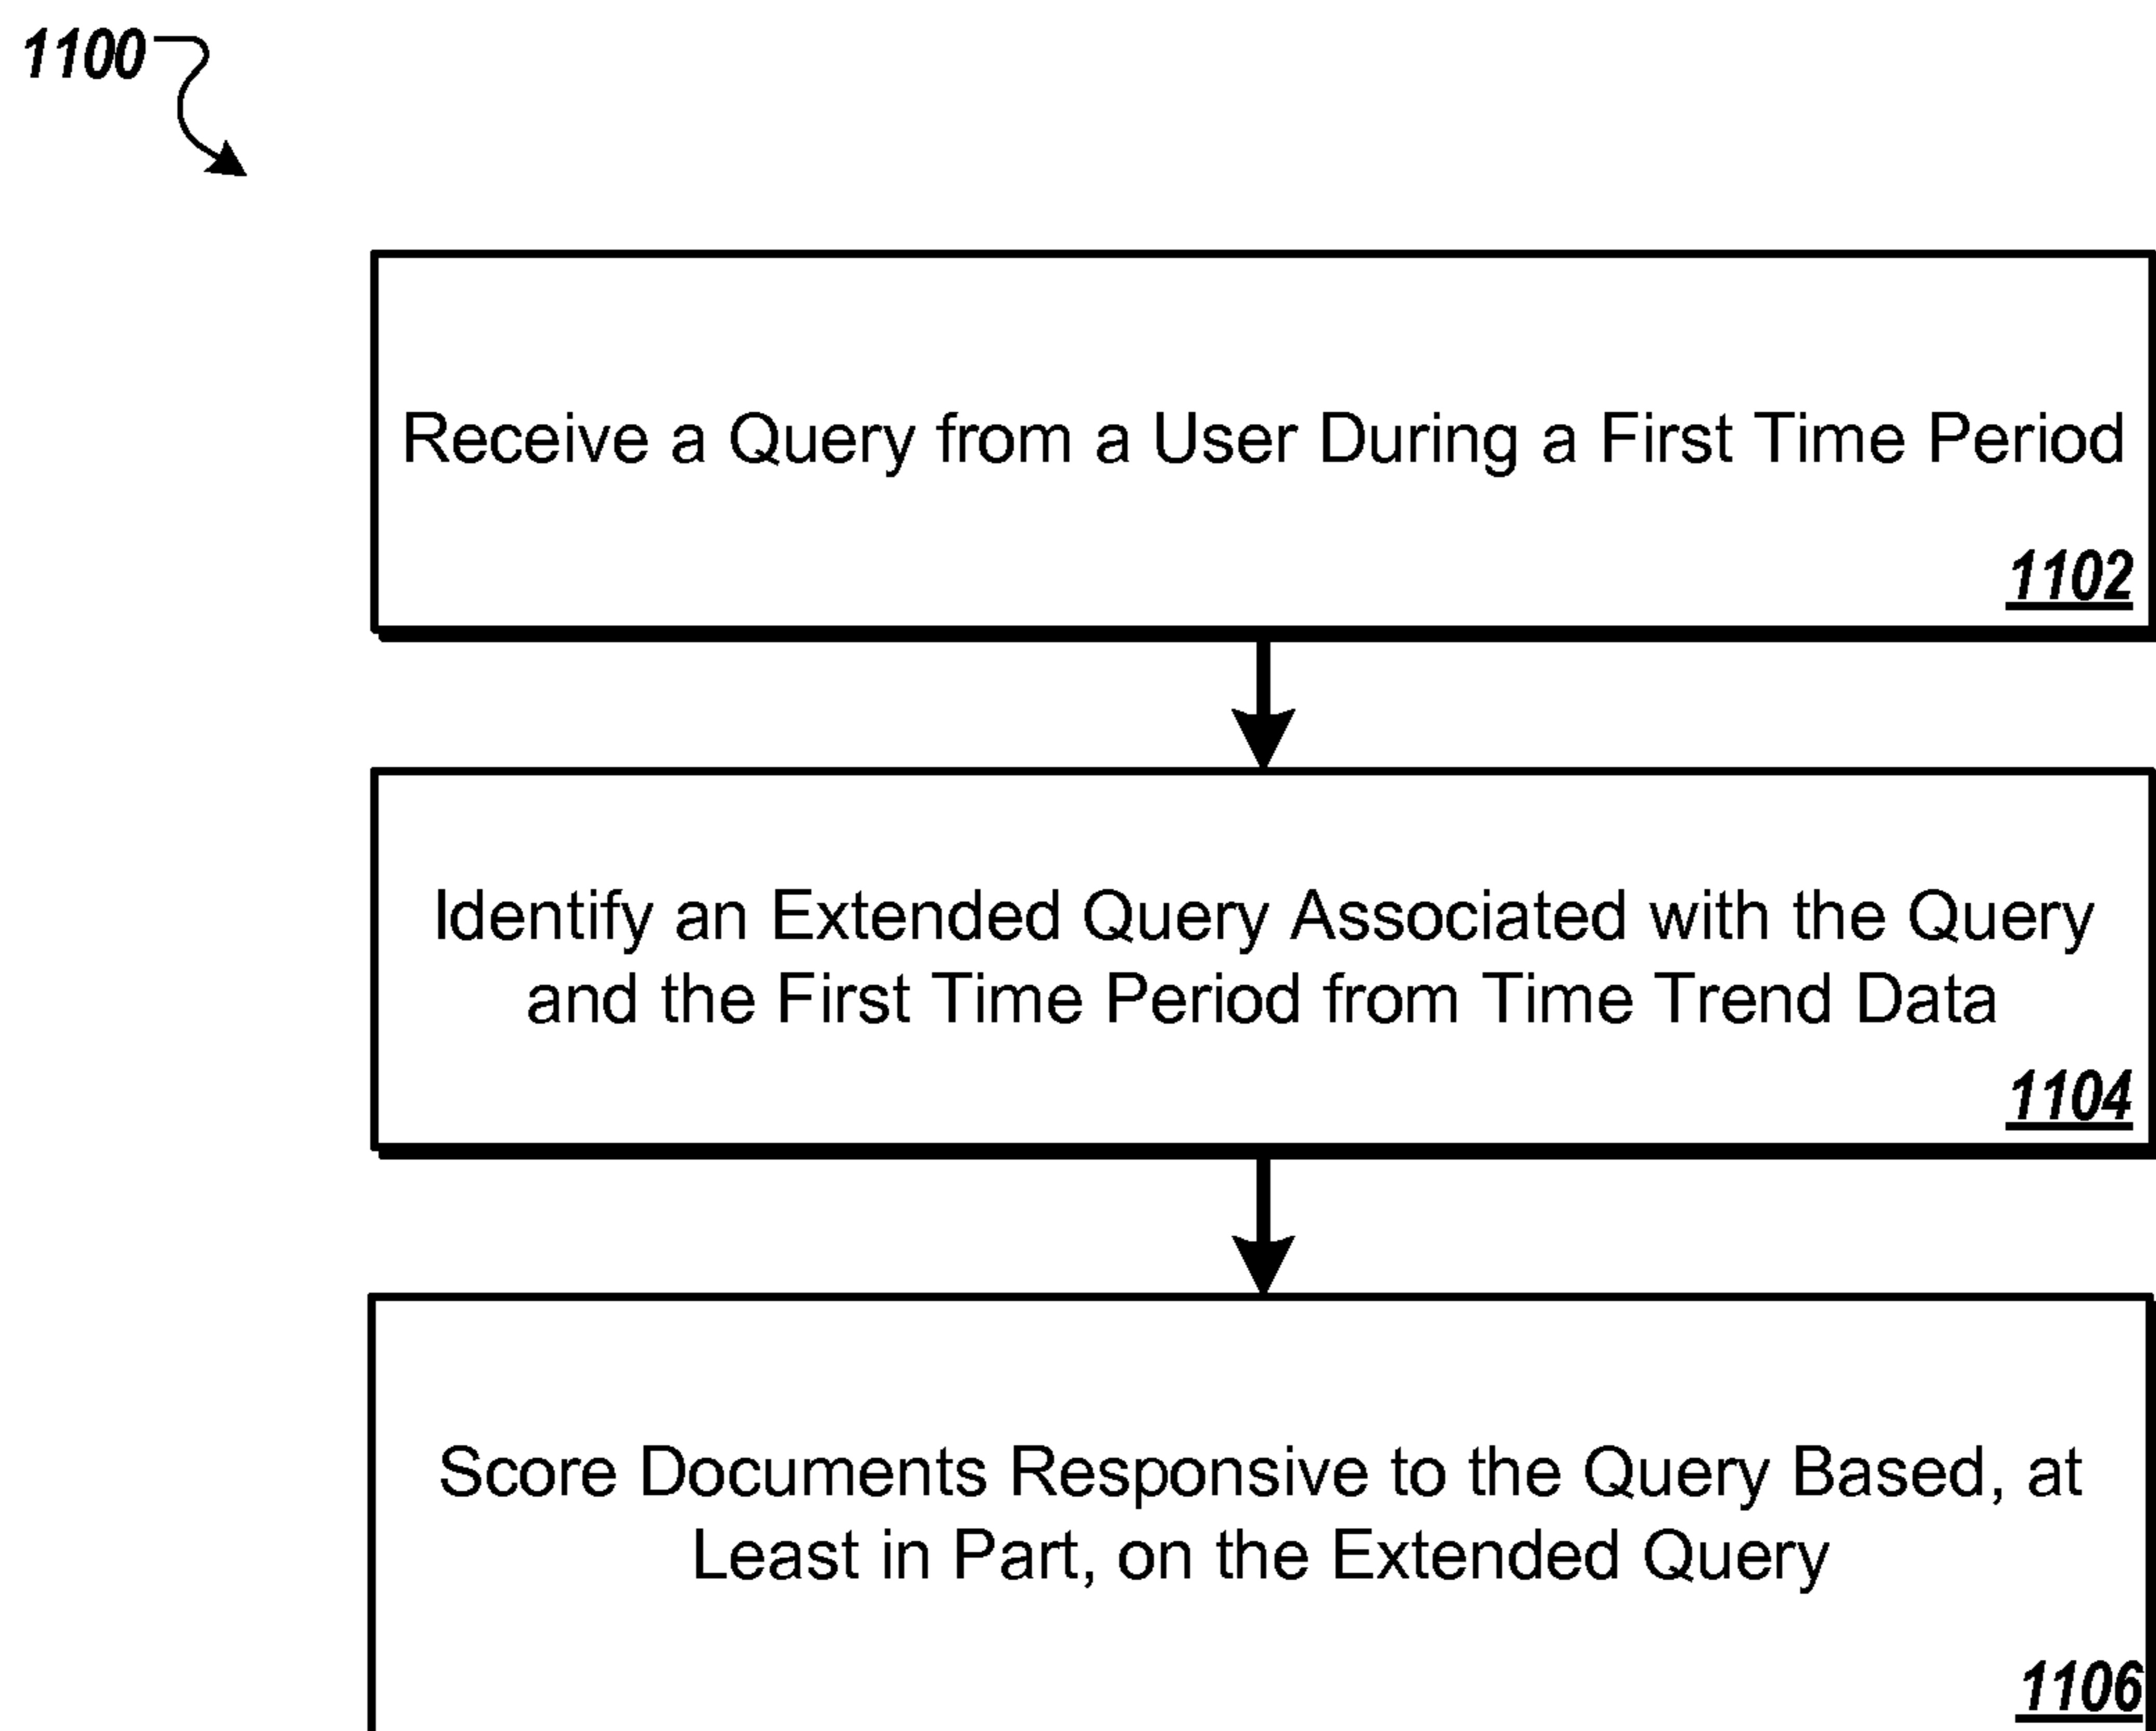 1100
Receive a Query from a User During a First Time Period
1102
Identify an Extended Query Associated with the Query
and the First Time Period from Time Trend Data
1104
Score Documents Responsive to the Query Based, at
Least in Part, on the Extended Query
1106